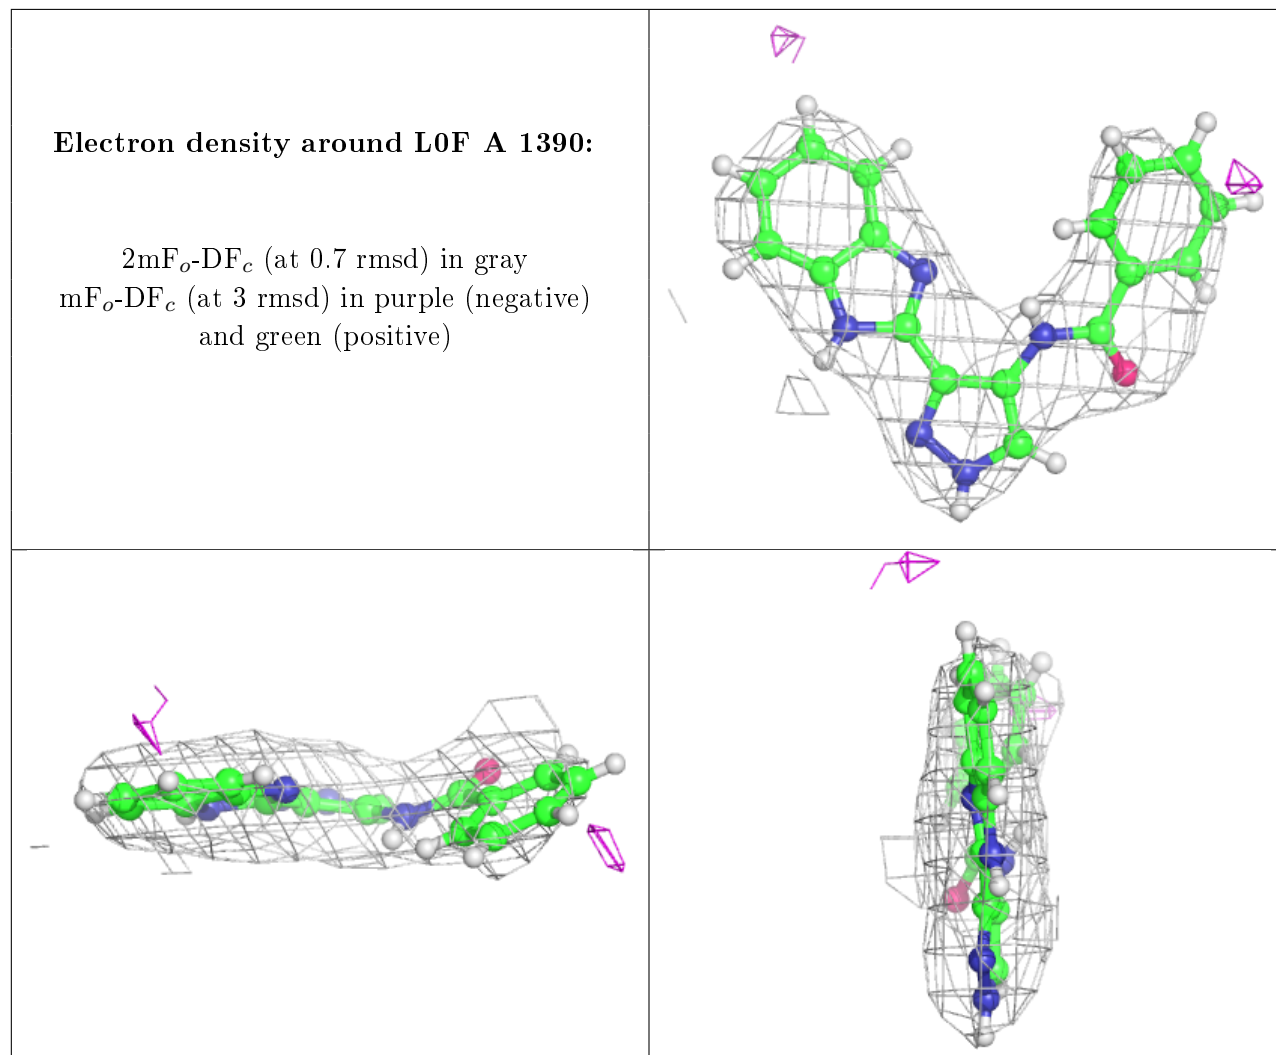 Electron density around L0F A 1390:
2mFₒ-DF𝒸 (at 0.7 rmsd) in gray
mFₒ-DF𝒸 (at 3 rmsd) in purple (negative)
and green (positive)